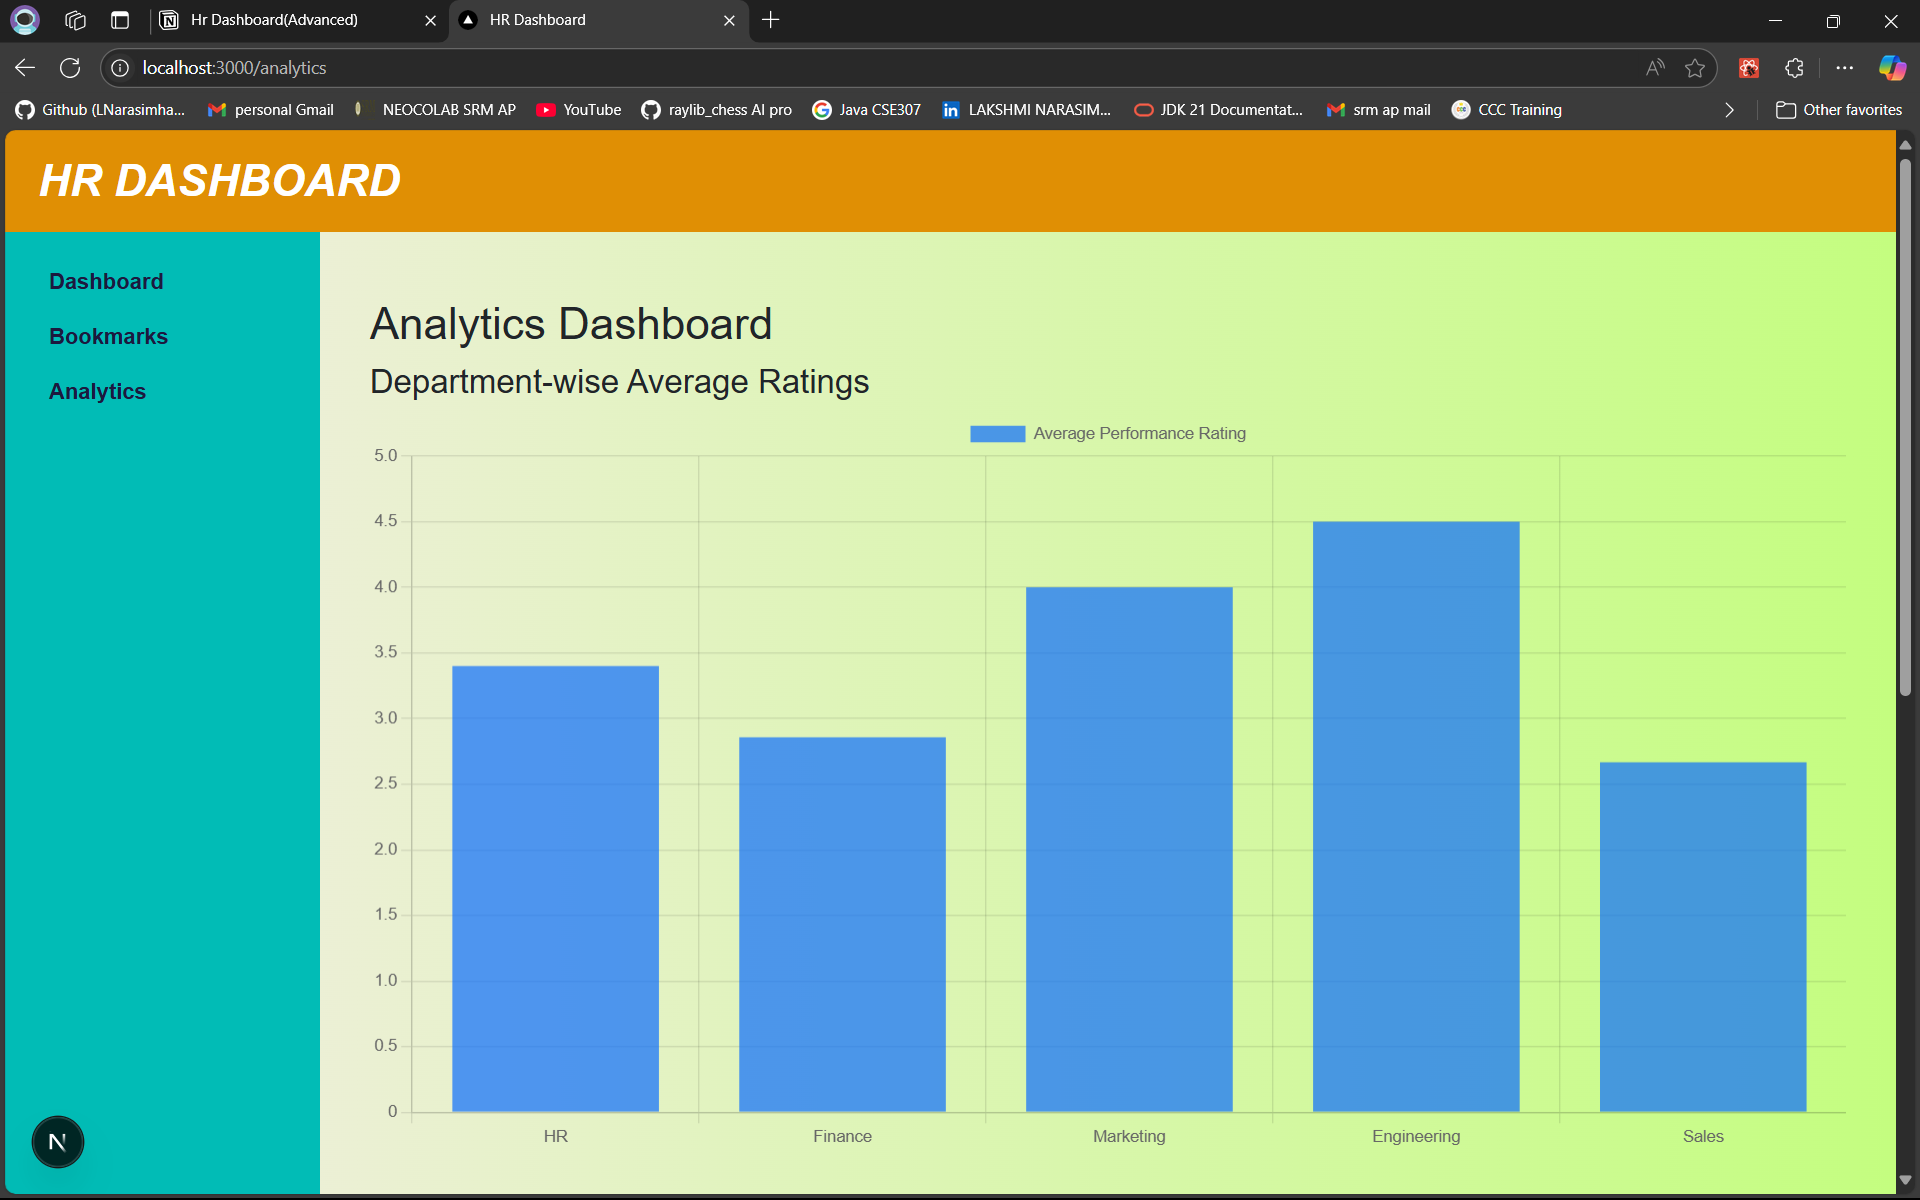 Hr Dashboard(Advanced)
HR Dashboard
localhost:3000/analytics
Github (LNarasimha...
personal Gmail
NEOCOLAB SRM AP
YouTube
raylib_chess AI pro
Java CSE307
LAKSHMI NARASIM...
JDK 21 Documentat...
srm ap mail
CCC Training
Other favorites
HR DASHBOARD
Dashboard
Bookmarks
Analytics
Analytics Dashboard
Department-wise Average Ratings
Average Performance Rating
5.0
4.5
4.0
3.5
3.0
2.5
2.0
1.5
1.0
0.5
0
HR
Finance
Marketing
Engineering
Sales
N